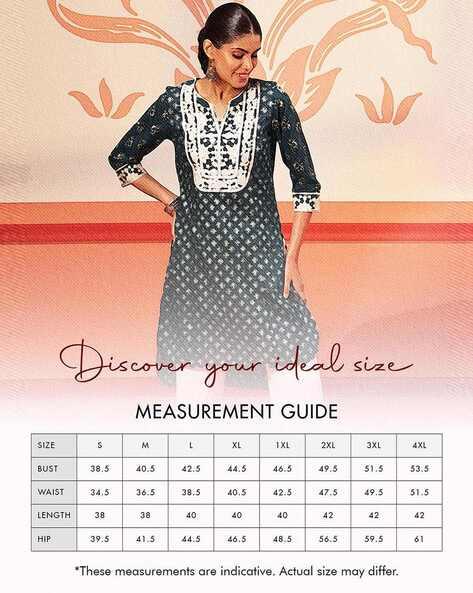 Discover your ideal size
MEASUREMENT GUIDE
SIZE S M L XL 1XL 2XL 3XL 4XL
BUST 38.5 40.5 42.5 44.5 46.5 49.5 51.5 53.5
WAIST 34.5 36.5 38.5 40.5 42.5 47.5 49.5 51.5
LENGTH 38 38 40 40 40 42 42 42
HIP 39.5 41.5 44.5 46.5 48.5 56.5 59.5 61
*These measurements are indicative. Actual size may differ.